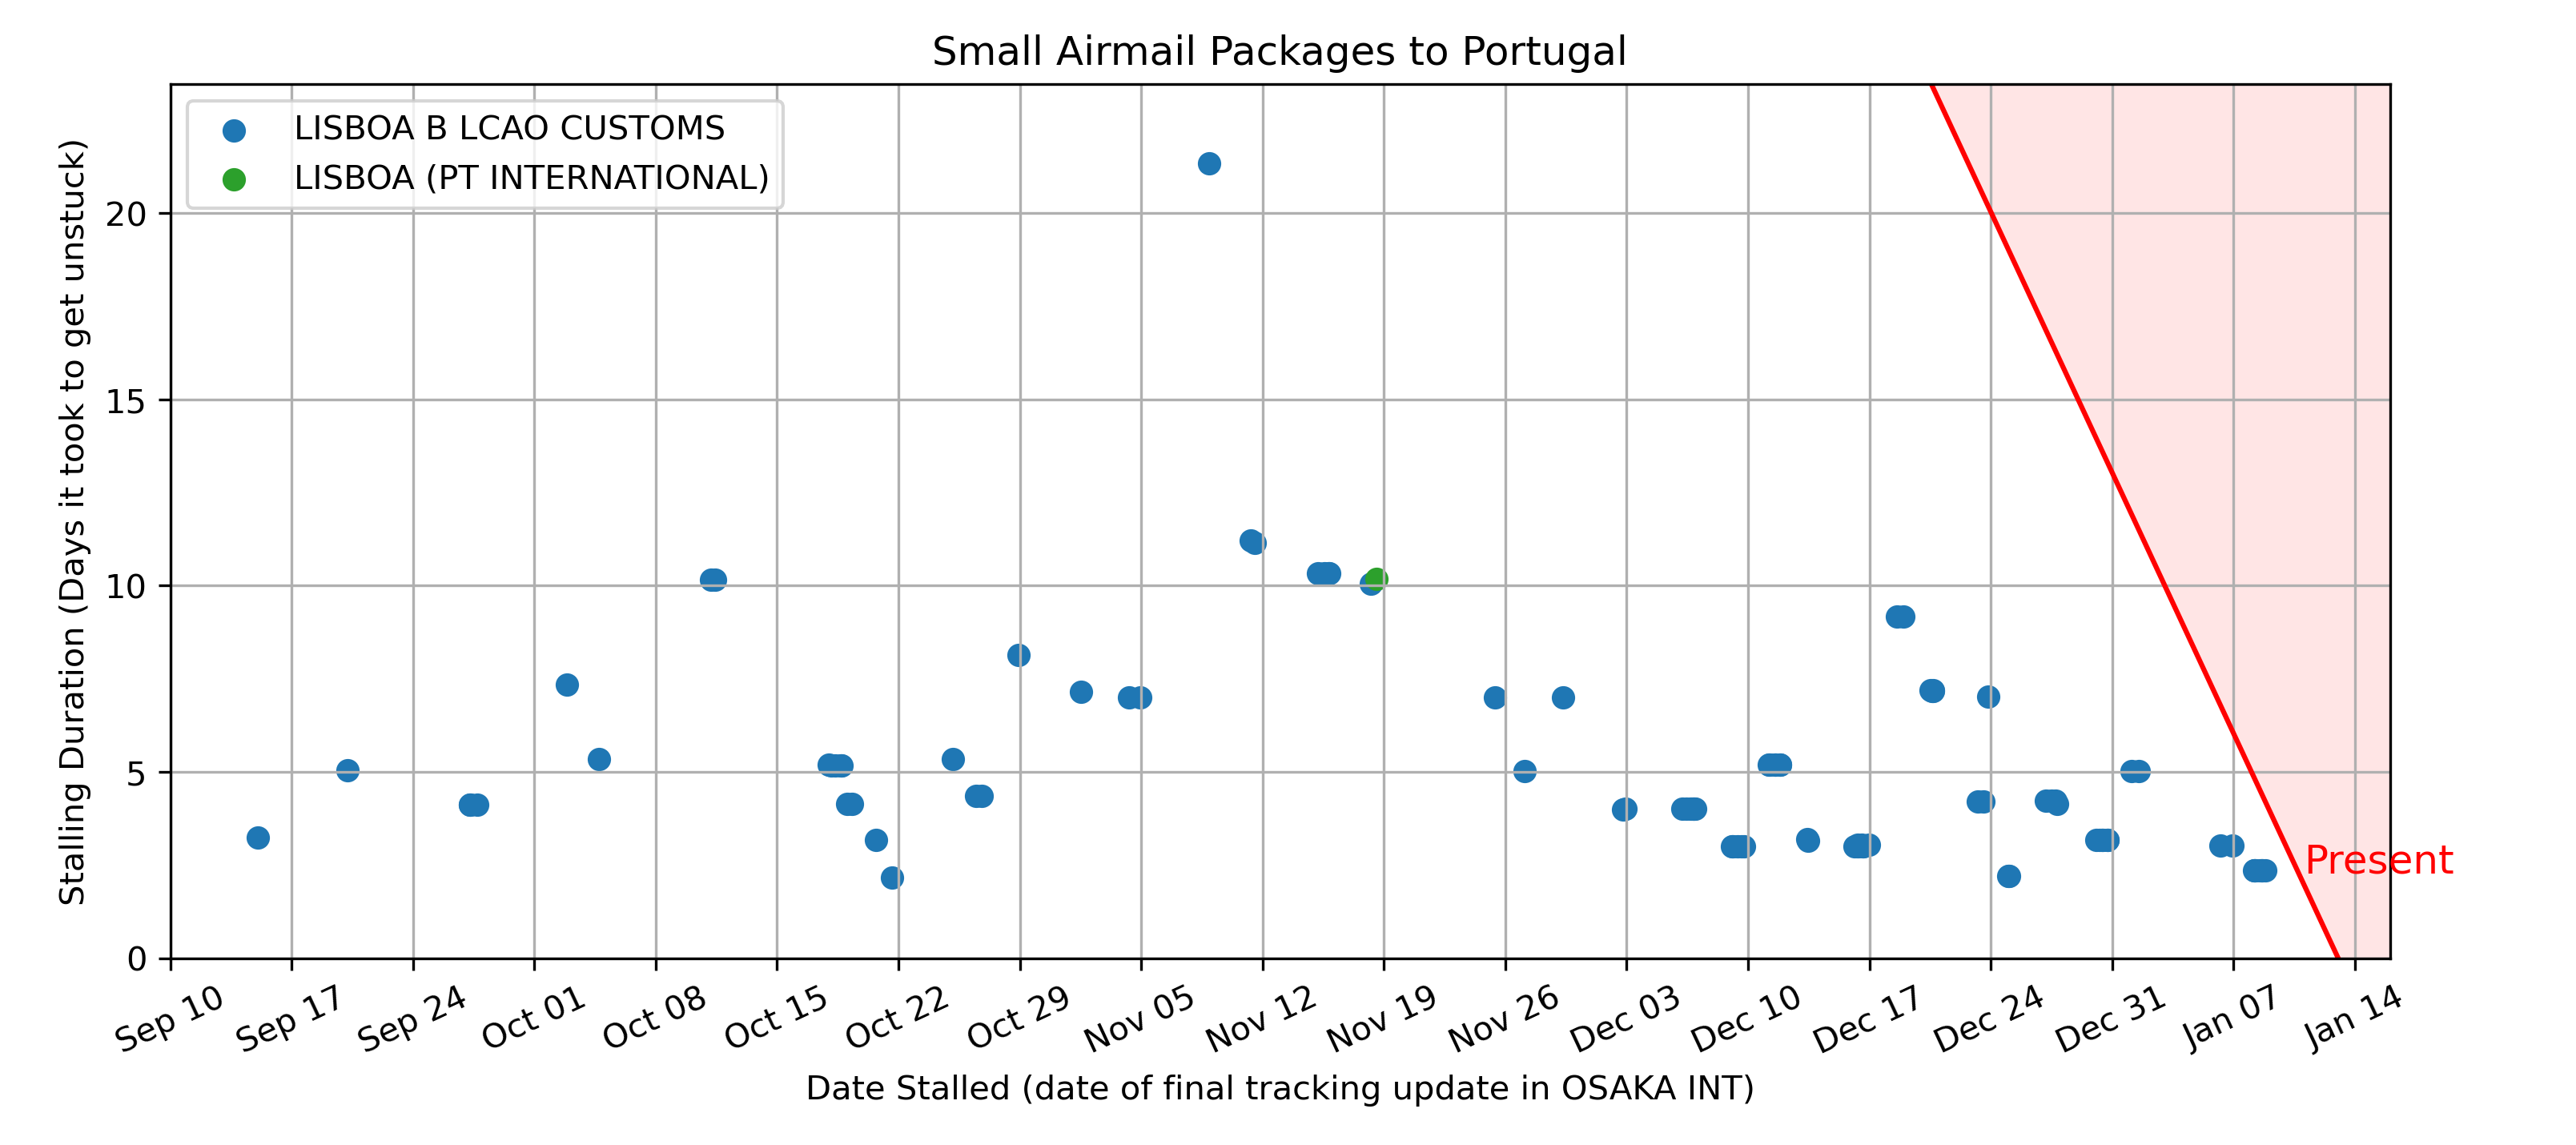 Small Airmail Packages to Portugal
LISBOA B LCAO CUSTOMS
LISBOA (PT INTERNATIONAL)
Stalling Duration (Days it took to get unstuck)
20
15
10
5
0
Present
Sep 10
Sep 17
Sep 24
Oct 01
Oct 08
Oct 15
Oct 22
Oct 29
Nov 05
Nov 12
Nov 19
Nov 26
Dec 03
Dec 10
Dec 17
Dec 24
Dec 31
Jan 07
Jan 14
Date Stalled (date of final tracking update in OSAKA INT)